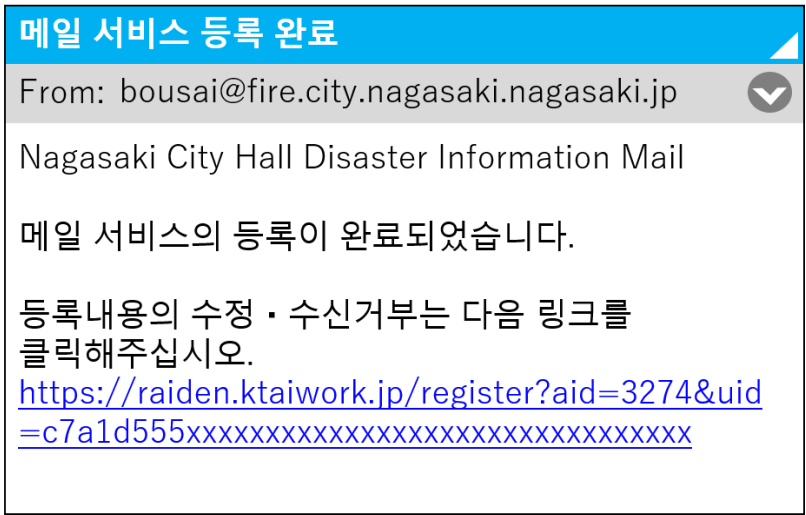 메일 서비스 등록 완료
From: bousai@fire.city.nagasaki.nagasaki.jp
Nagasaki City Hall Disaster Information Mail
메일 서비스의 등록이 완료되었습니다.
등록내용의 수정・수신거부는 다음 링크를
클릭해주십시오.
https://raiden.ktaiwork.jp/register?aid=3274&uid
=c7a1d555xxxxxxxxxxxxxxxxxxxxxxxxxxxxxxxx